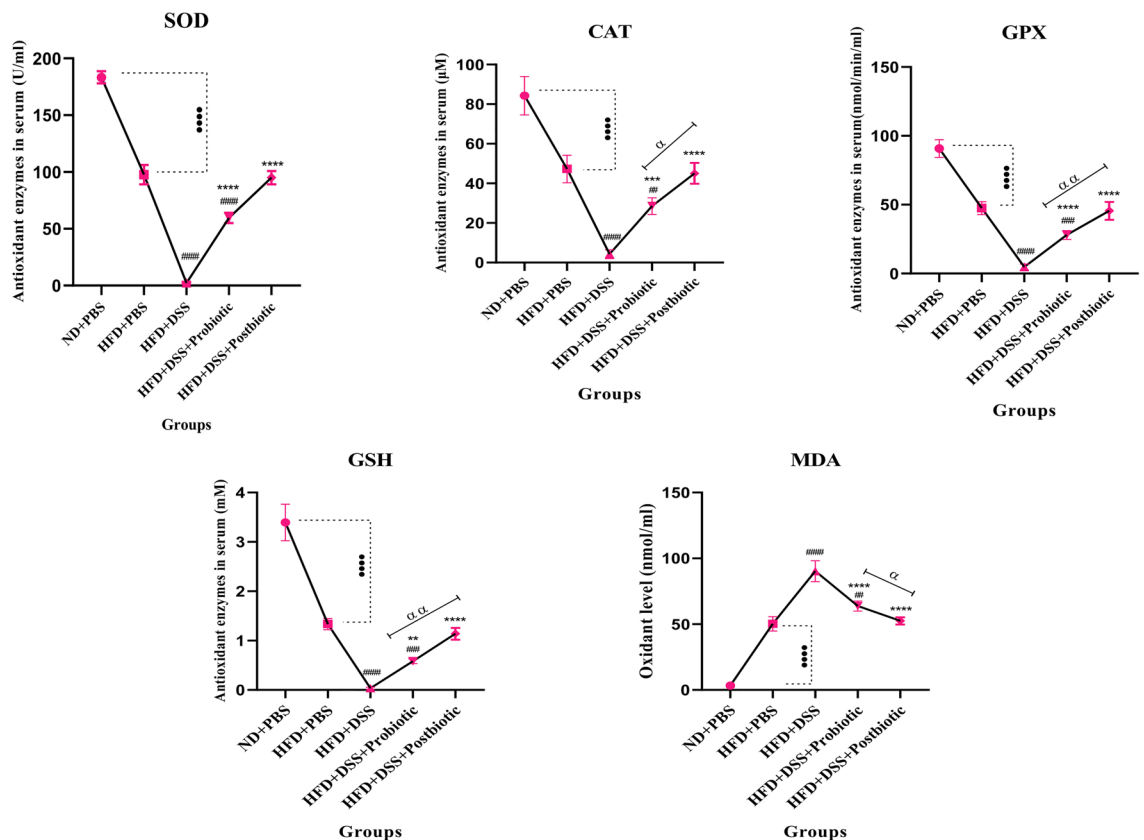 SOD
Antioxidant enzymes in serum (U/ml)
200
150
100
50
0
●●●●
####
****
####
****
ND+PBS
HFD+PBS
HFD+DSS
HFD+DSS+Probiotic
HFD+DSS+Postbiotic
Groups
CAT
Antioxidant enzymes in serum (µM)
100
80
60
40
20
0
●●●●
####
***
##
α
****
ND+PBS
HFD+PBS
HFD+DSS
HFD+DSS+Probiotic
HFD+DSS+Postbiotic
Groups
GPX
Antioxidant enzymes in serum(nmol/min/ml)
150
100
50
0
●●●●
####
****
###
α α
****
ND+PBS
HFD+PBS
HFD+DSS
HFD+DSS+Probiotic
HFD+DSS+Postbiotic
Groups
GSH
Antioxidant enzymes in serum (mM)
4
3
2
1
0
●●●●
####
**
###
α α
****
ND+PBS
HFD+PBS
HFD+DSS
HFD+DSS+Probiotic
HFD+DSS+Postbiotic
Groups
MDA
Oxidant level (nmol/ml)
150
100
50
0
●●●●
####
****
##
α
****
ND+PBS
HFD+PBS
HFD+DSS
HFD+DSS+Probiotic
HFD+DSS+Postbiotic
Groups